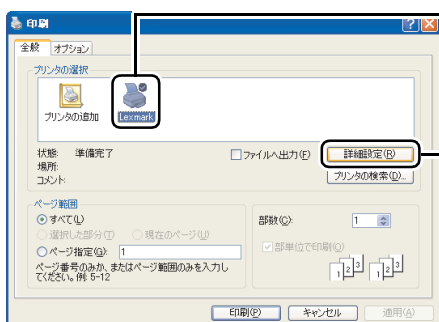 印刷
全般 オプション
プリンタの選択
プリンタの追加 Lexmark
状態: 準備完了
場所:
コメント:
ファイルへ出力(F) 詳細設定(R)
プリンタの検索(D)...
ページ範囲
すべて(L)
選択した部分(T) 現在のページ(U)
ページ指定(G): 1
ページ番号のみか、またはページ範囲のみを入力し
てください。例: 5-12
部数(C): 1
部単位で印刷(O)
1 2 3 1 2 3
印刷(P) キャンセル 適用(A)